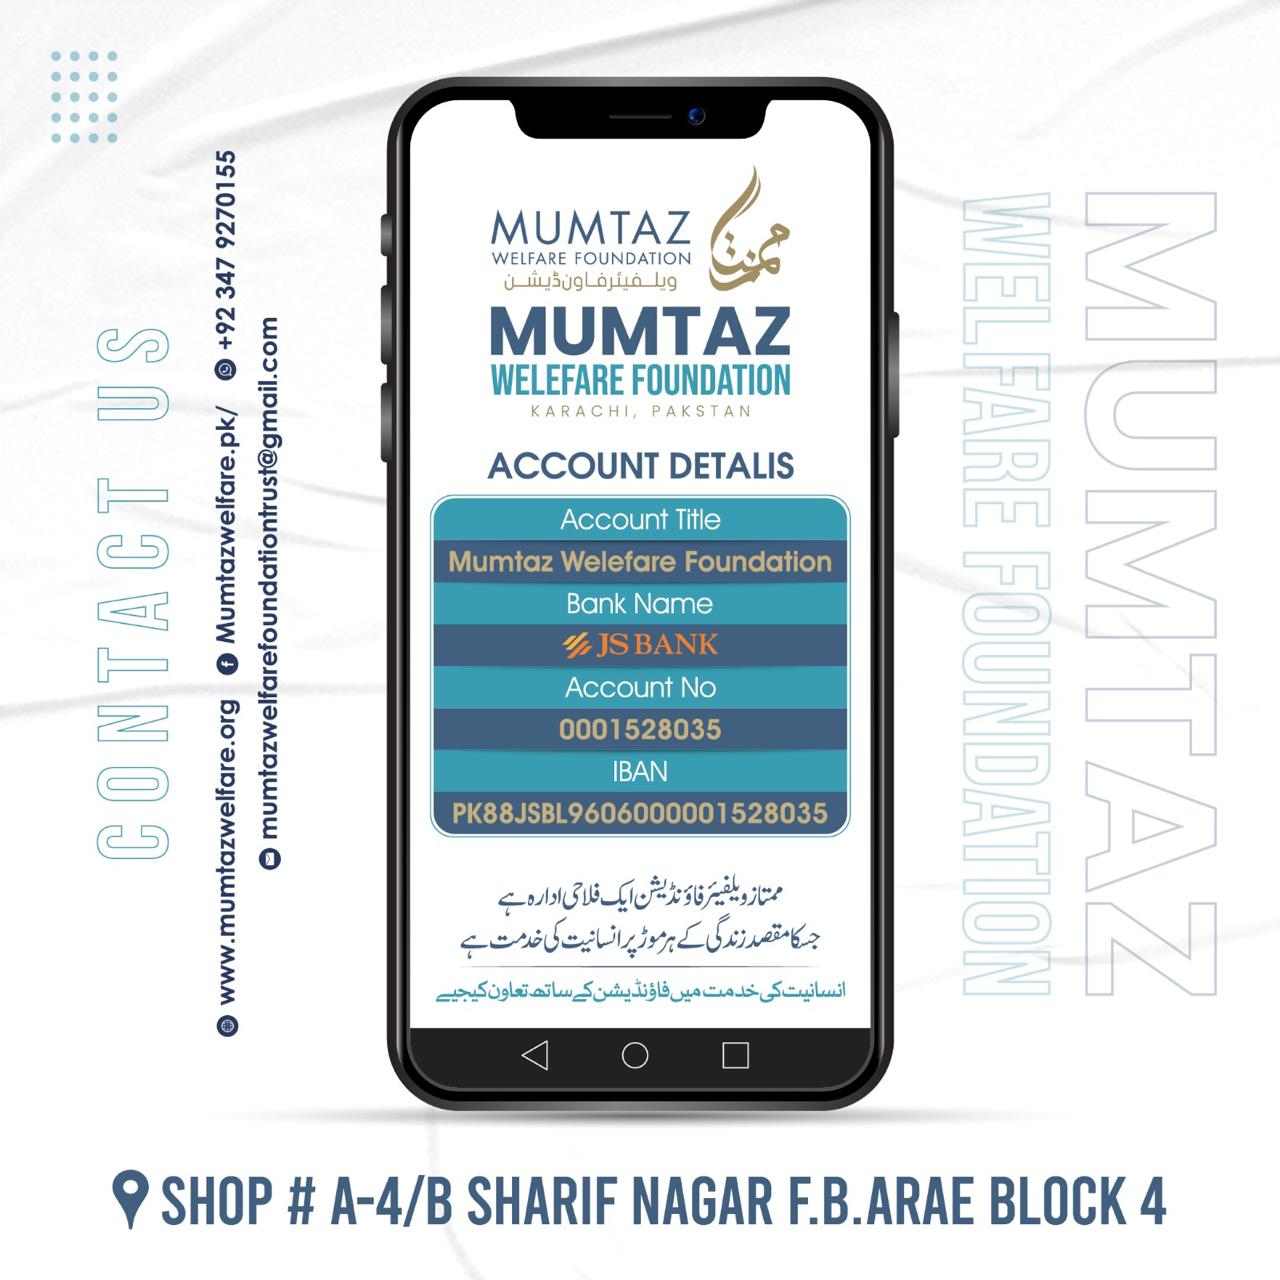 CONTACT US
www.mumtazwelfare.org Mumtazwelfare.pk/ +92 347 9270155
mumtazwelfarefoundationtrust@gmail.com
MUMTAZ
WELFARE FOUNDATION
ویلفیئر فاون ڈیشن
ممتاز
MUMTAZ
WELEFARE FOUNDATION
KARACHI, PAKSTAN
ACCOUNT DETALIS
Account Title
Mumtaz Welefare Foundation
Bank Name
JS BANK
Account No
0001528035
IBAN
PK88JSBL9606000001528035
ممتاز ویلفیئر فاؤنڈیشن ایک فلاحی ادارہ ہے
جسکا مقصد زندگی کے ہر موڑ پر انسانیت کی خدمت ہے
انسانیت کی خدمت میں فاؤنڈیشن کے ساتھ تعاون کیجیے
MUMTAZ
WELFARE FOUNDATION
SHOP # A-4/B SHARIF NAGAR F.B.ARAE BLOCK 4